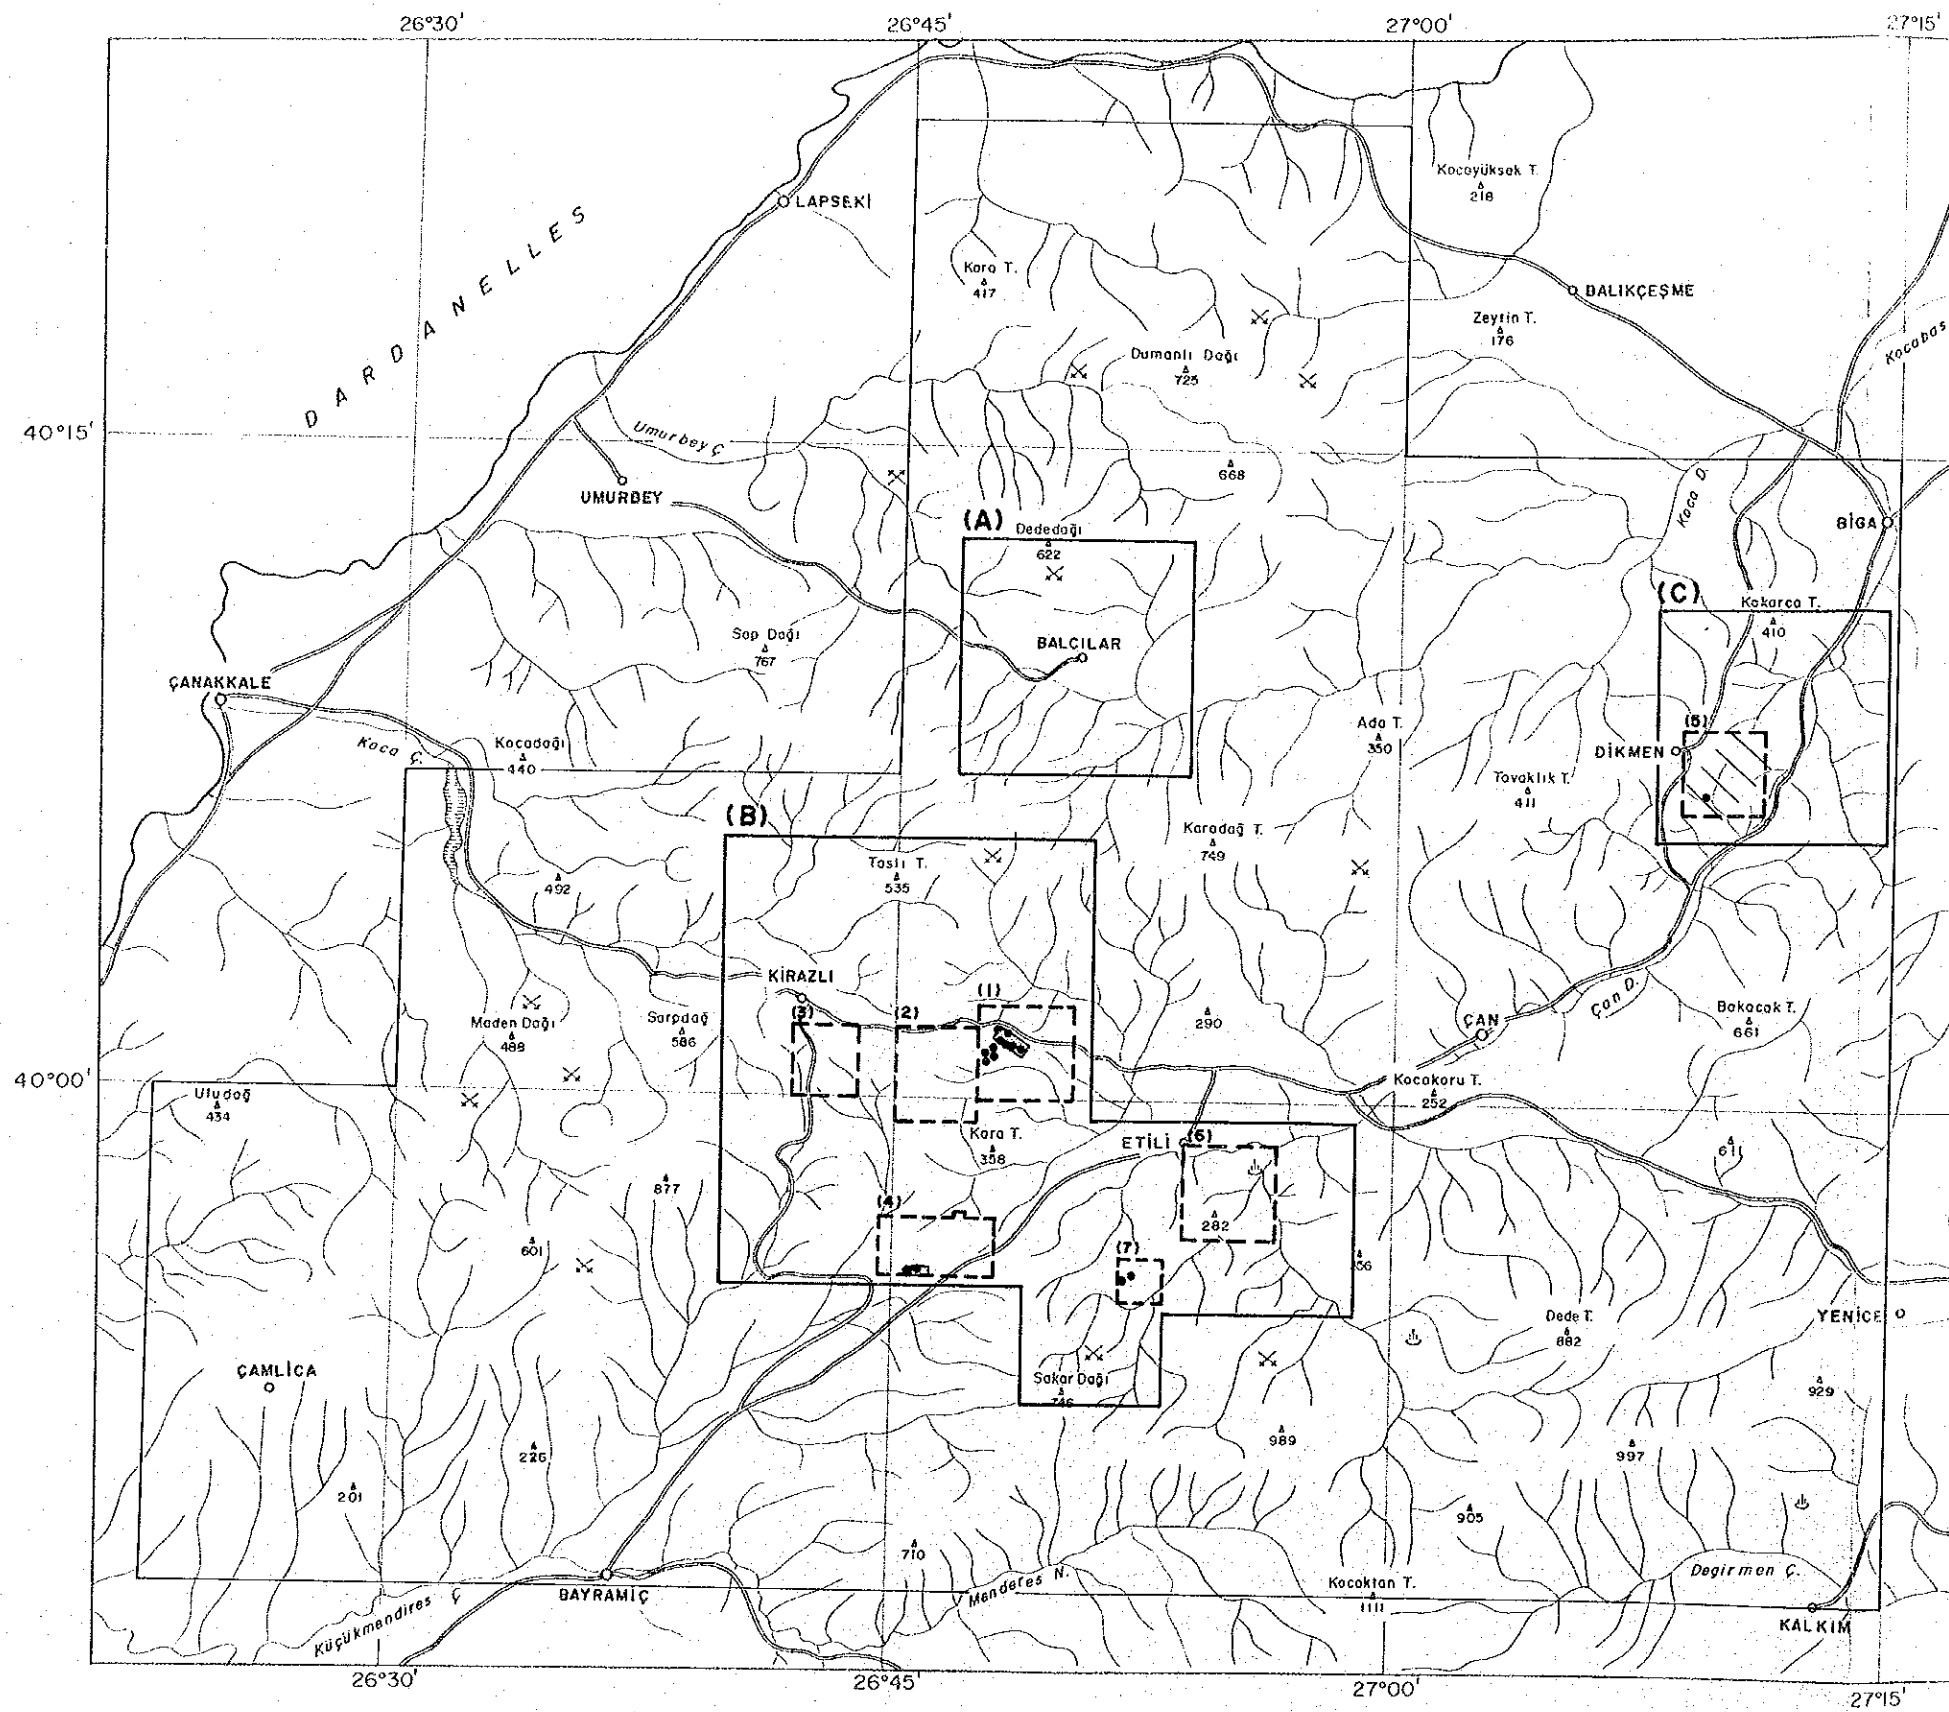 26°30'
26°45'
27°00'
27°15'
Kocayüksek T.
218
LAPSEKİ
DARDANELLES
Kara T.
417
BALIKÇEŞME
Zeytin T.
176
Kocabaş
Dumanlı Dağı
725
40°15'
Umurbey Ç.
668
UMURBEY
Koca D.
BİGA
(A)
Dededağı
622
(C)
Kakarca T.
410
Sap Dağı
767
BALCILAR
ÇANAKKALE
Koca Ç.
Kocadağı
440
Ada T.
350
(5)
DİKMEN
Tavaklık T.
411
(B)
Karadağ T.
749
Taslı T.
535
492
KİRAZLI
(1)
(2)
(3)
Maden Dağı
488
Sarpdağ
586
290
ÇAN
Çan D.
Bakacak T.
661
40°00'
Uludağ
434
Kocakoru T.
252
Kara T.
358
ETİLİ
(6)
611
877
(4)
282
601
(7)
56
Dede T.
882
YENİCE
ÇAMLICA
Sakar Dağı
746
929
989
997
226
201
905
710
Menderes N.
Kocaktan T.
1111
Degirmen Ç.
BAYRAMİÇ
Küçükmendires Ç
KALKIM
26°30'
26°45'
27°00'
27°15'